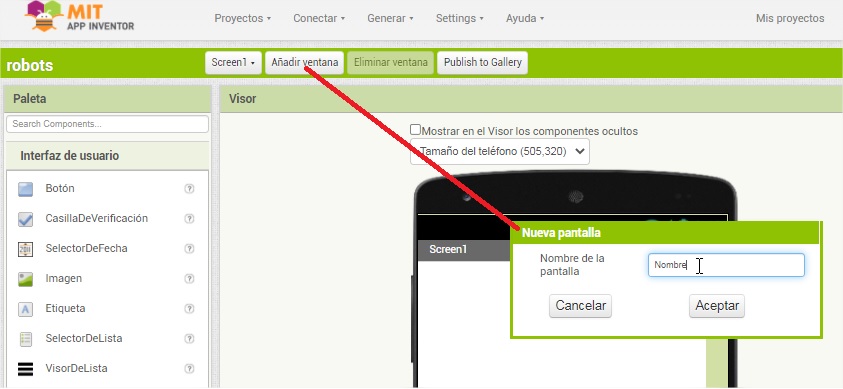 MIT
APP INVENTOR
Proyectos Conectar Generar Settings Ayuda Mis proyectos
robots
Screen1 Añadir ventana Eliminar ventana Publish to Gallery
Paleta
Visor
Search Components...
Mostrar en el Visor los componentes ocultos
Tamaño del teléfono (505,320)
Interfaz de usuario
Botón ?
CasillaDeVerificación ?
SelectorDeFecha ?
Imagen ?
Etiqueta ?
SelectorDeLista ?
VisorDeLista ?
Screen1
Nueva pantalla
Nombre de la
pantalla
Nombre
Cancelar Aceptar